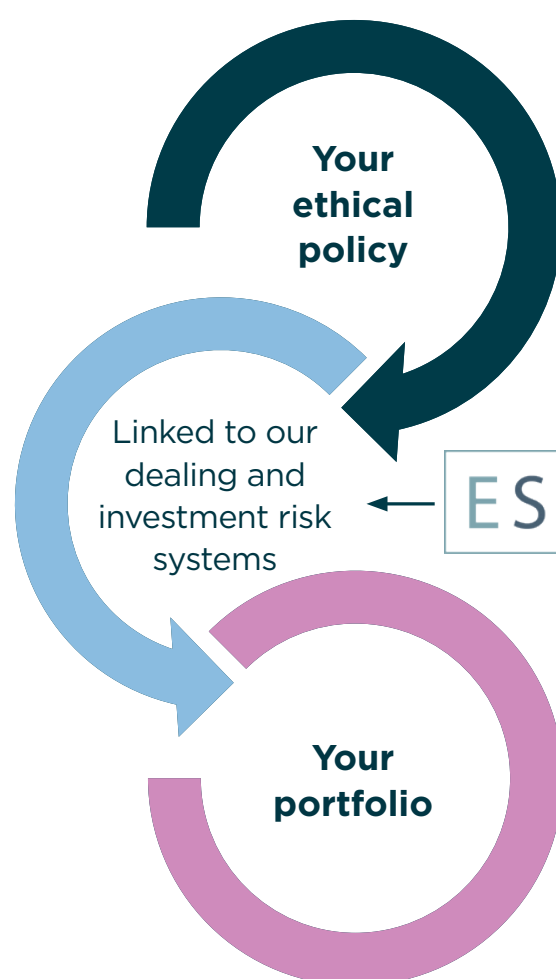 Your
ethical
policy
Linked to our
dealing and
investment risk
systems
ES
Your
portfolio